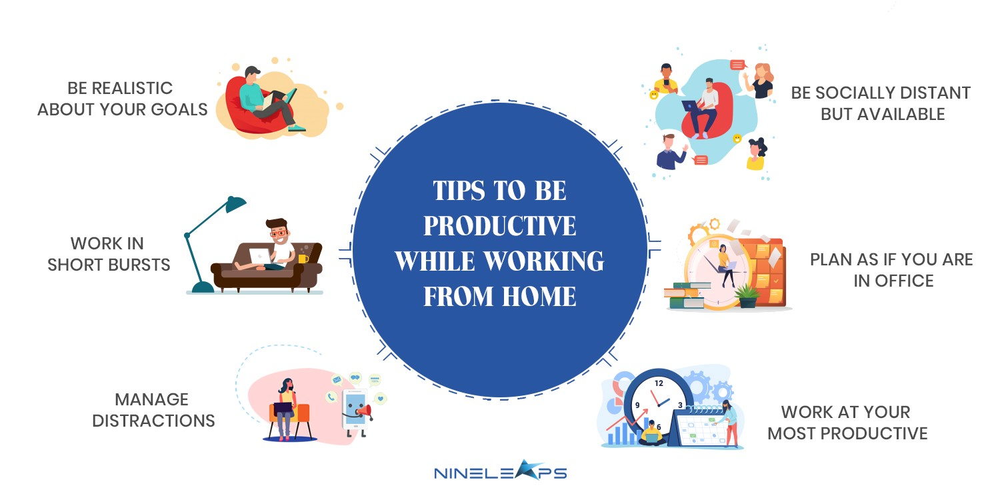 BE REALISTIC
ABOUT YOUR GOALS
WORK IN
SHORT BURSTS
MANAGE
DISTRACTIONS
TIPS TO BE
PRODUCTIVE
WHILE WORKING
FROM HOME
BE SOCIALLY DISTANT
BUT AVAILABLE
PLAN AS IF YOU ARE
IN OFFICE
12
9
3
6
WORK AT YOUR
MOST PRODUCTIVE
NINELEAPS